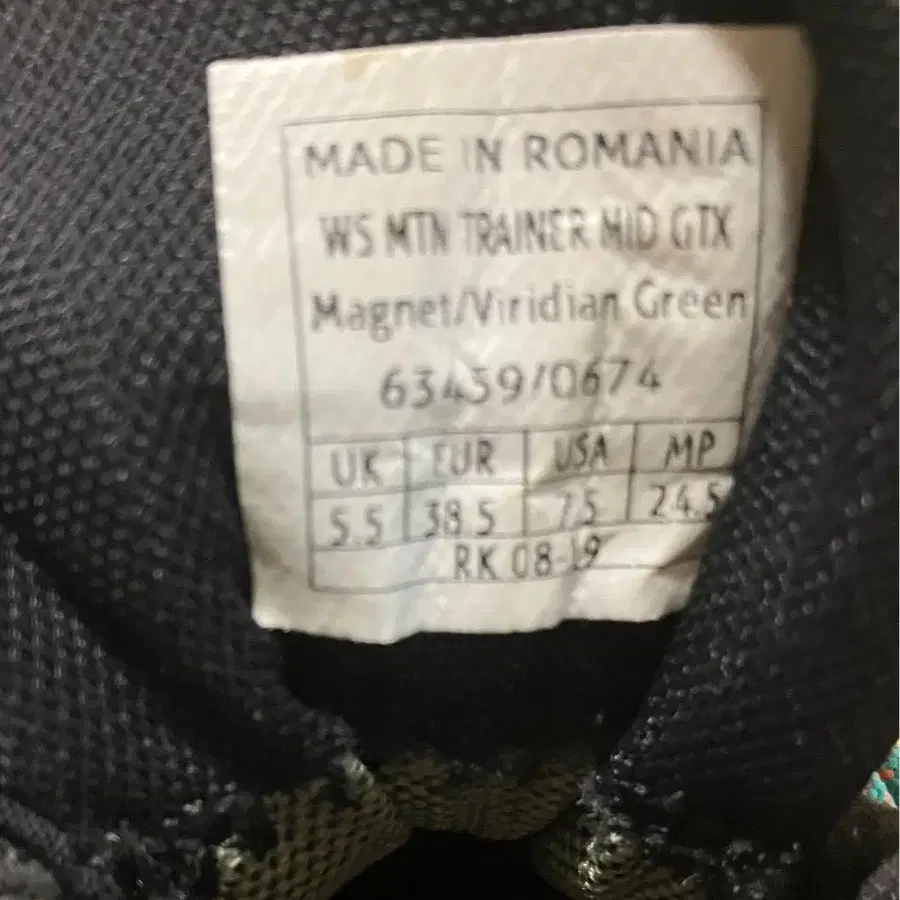 MADE IN ROMANIA
WS MTN TRAINER MID GTX
Magnet/Viridian Green
63459/0674
UK EUR USA MP
5.5 38.5 7.5 24.5
RK 08-19